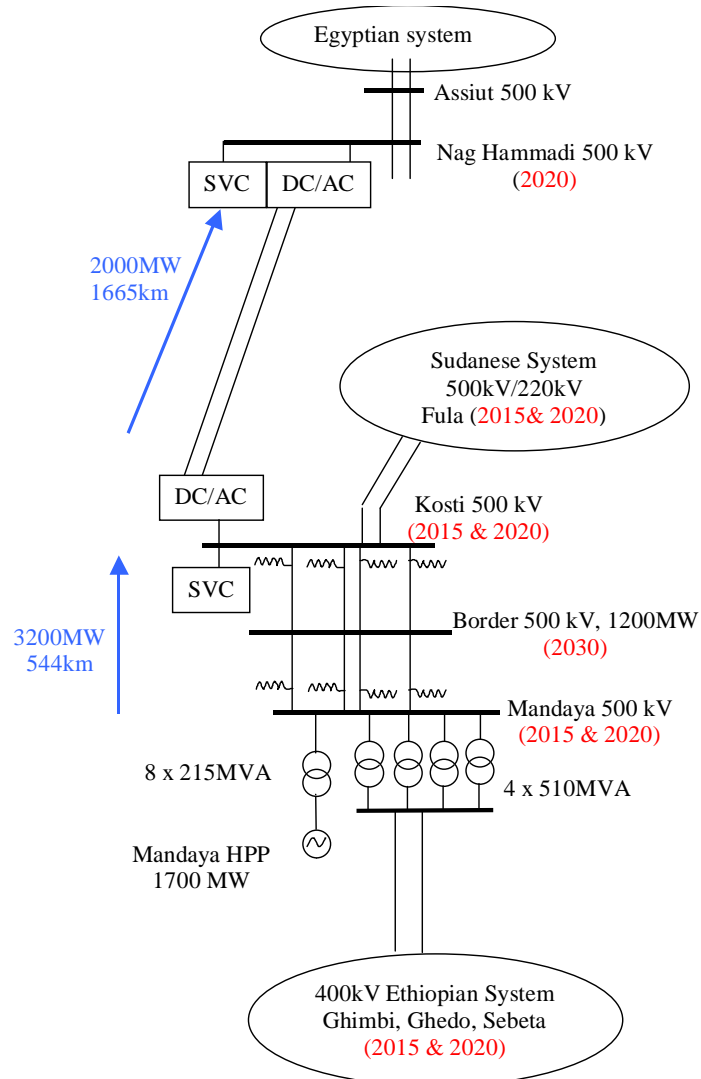 Egyptian system
Assiut 500 kV
Nag Hammadi 500 kV
(2020)
SVC
DC/AC
2000MW
1665km
Sudanese System
500kV/220kV
Fula (2015& 2020)
DC/AC
Kosti 500 kV
(2015 & 2020)
SVC
3200MW
544km
Border 500 kV, 1200MW
(2030)
Mandaya 500 kV
(2015 & 2020)
8 x 215MVA
4 x 510MVA
Mandaya HPP
1700 MW
400kV Ethiopian System
Ghimbi, Ghedo, Sebeta
(2015 & 2020)